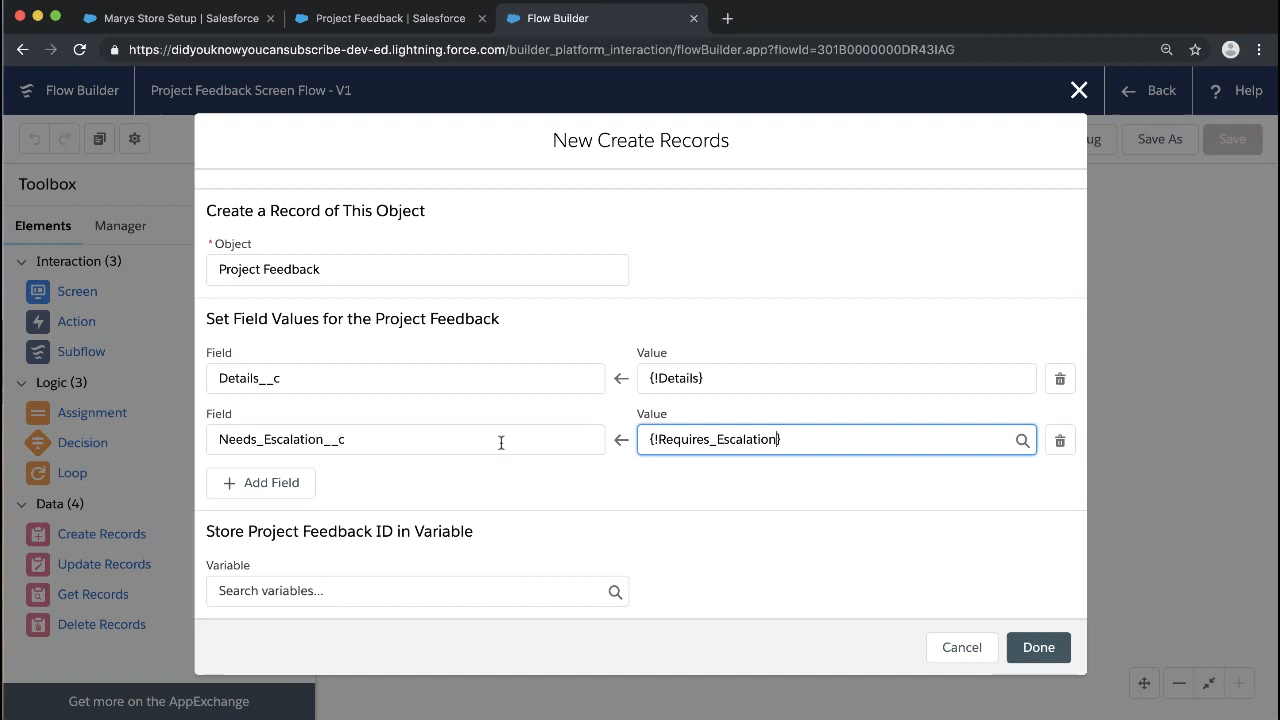 Marys Store Setup | Salesforce
Project Feedback | Salesforce
Flow Builder
https://didyouknowyoucansubscribe-dev-ed.lightning.force.com/builder_platform_interaction/flowBuilder.app?flowId=301B0000000DR43IAG
Flow Builder
Project Feedback Screen Flow - V1
Back
? Help
New Create Records
ug
Save As
Save
Toolbox
Elements
Manager
Interaction (3)
Screen
Action
Subflow
Logic (3)
Assignment
Decision
Loop
Data (4)
Create Records
Update Records
Get Records
Delete Records
Get more on the AppExchange
Create a Record of This Object
* Object
Project Feedback
Set Field Values for the Project Feedback
Field
Value
Details__c
{!Details}
Field
Value
Needs_Escalation__c
{!Requires_Escalation}
+ Add Field
Store Project Feedback ID in Variable
Variable
Search variables...
Cancel
Done